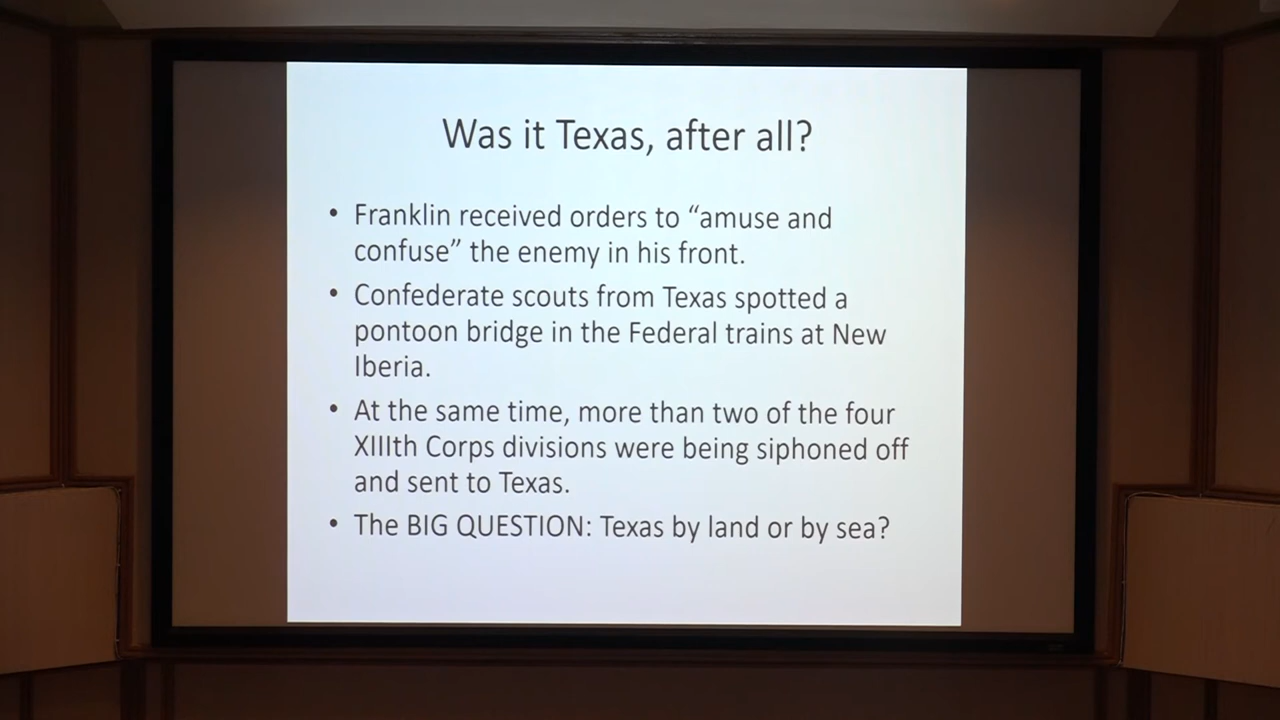 Was it Texas, after all?
• Franklin received orders to “amuse and
confuse” the enemy in his front.
• Confederate scouts from Texas spotted a
pontoon bridge in the Federal trains at New
Iberia.
• At the same time, more than two of the four
XIIIth Corps divisions were being siphoned off
and sent to Texas.
• The BIG QUESTION: Texas by land or by sea?